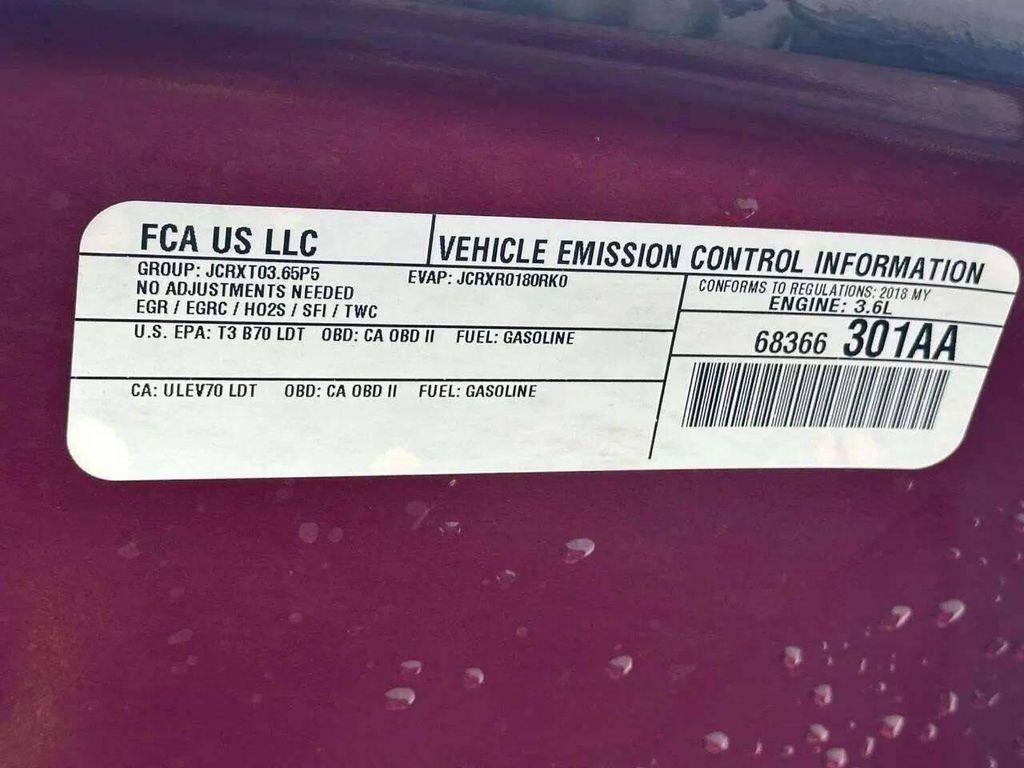 FCA US LLC
VEHICLE EMISSION CONTROL INFORMATION
GROUP: JCRXT03.65P5
EVAP: JCRXR0180RK0
NO ADJUSTMENTS NEEDED
EGR / EGRC / HO2S / SFI / TWC
CONFORMS TO REGULATIONS: 2018 MY
ENGINE: 3.6L
U.S. EPA: T3 B70 LDT OBD: CA OBD II FUEL: GASOLINE
68366 301AA
CA: ULEV70 LDT OBD: CA OBD II FUEL: GASOLINE